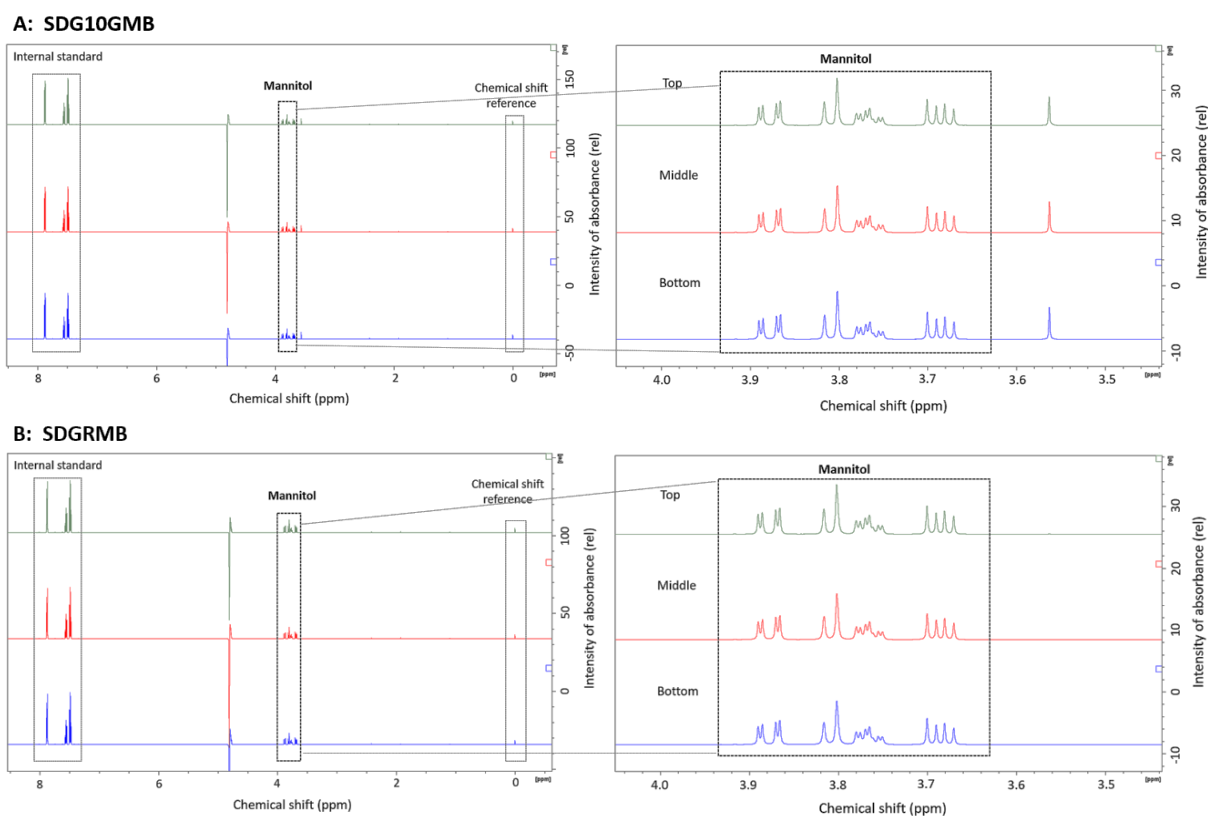 A: SDG10GMB
Internal standard
Mannitol
Chemical shift
reference
[rel]
150
100
50
0
-50
Intensity of absorbance (rel)
8
6
4
2
0
[ppm]
Chemical shift (ppm)
Mannitol
Top
Middle
Bottom
[rel]
30
20
10
0
-10
Intensity of absorbance (rel)
4.0
3.9
3.8
3.7
3.6
3.5
[ppm]
Chemical shift (ppm)
B: SDGRMB
Internal standard
Mannitol
Chemical shift
reference
[rel]
100
50
0
Intensity of absorbance (rel)
8
6
4
2
0
[ppm]
Chemical shift (ppm)
Mannitol
Top
Middle
Bottom
[rel]
30
20
10
0
-10
Intensity of absorbance (rel)
4.0
3.9
3.8
3.7
3.6
3.5
[ppm]
Chemical shift (ppm)